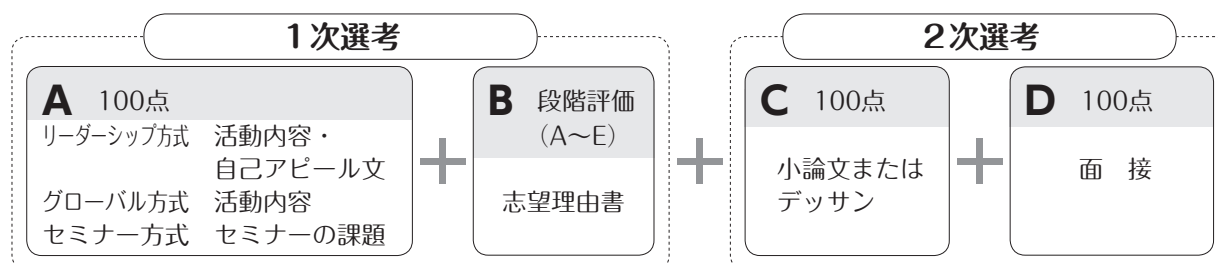 1次選考
A 100点
リーダーシップ方式 活動内容・
自己アピール文
グローバル方式 活動内容
セミナー方式 セミナーの課題
+
B 段階評価
(A〜E)
志望理由書
+
2次選考
C 100点
小論文または
デッサン
+
D 100点
面 接